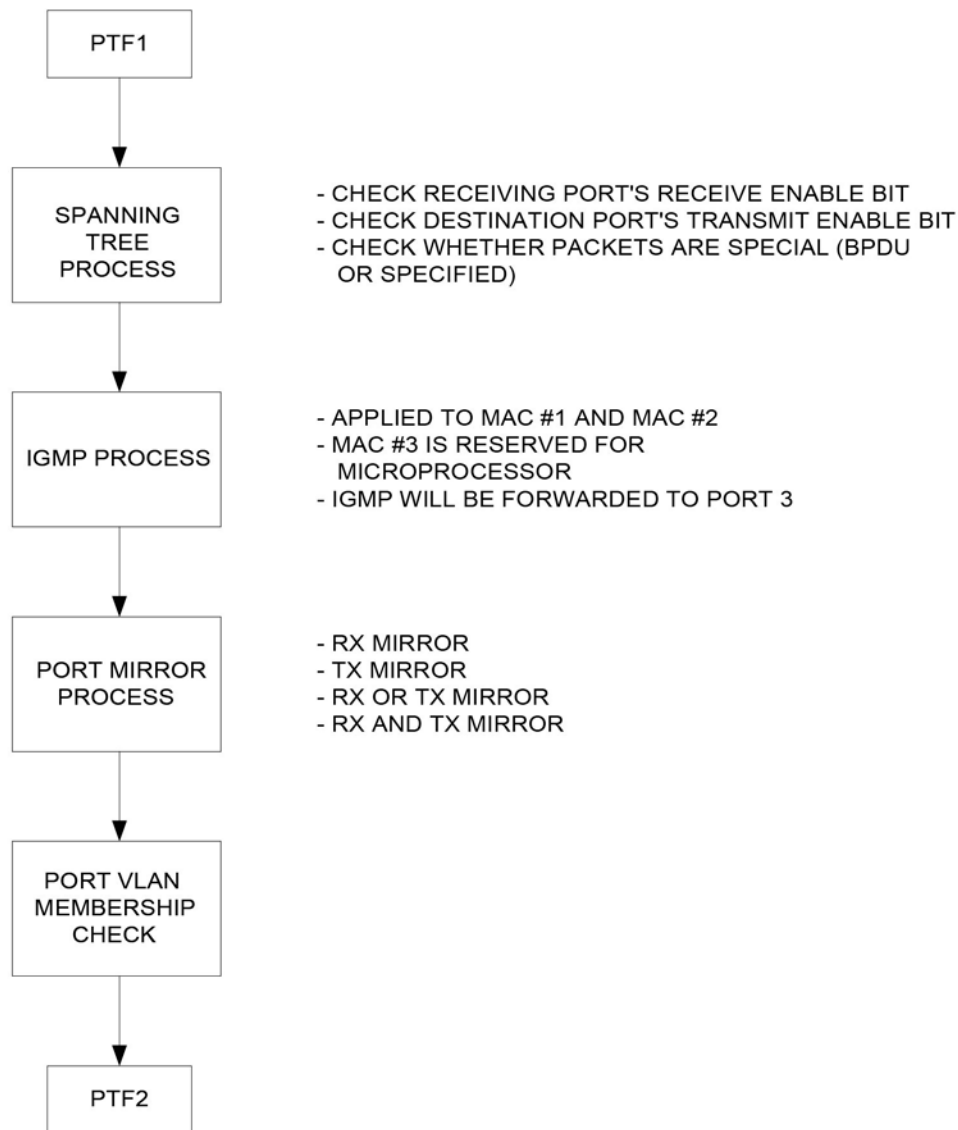 PTF1
SPANNING
TREE
PROCESS
- CHECK RECEIVING PORT'S RECEIVE ENABLE BIT
- CHECK DESTINATION PORT'S TRANSMIT ENABLE BIT
- CHECK WHETHER PACKETS ARE SPECIAL (BPDU
OR SPECIFIED)
IGMP PROCESS
- APPLIED TO MAC #1 AND MAC #2
- MAC #3 IS RESERVED FOR
MICROPROCESSOR
- IGMP WILL BE FORWARDED TO PORT 3
PORT MIRROR
PROCESS
- RX MIRROR
- TX MIRROR
- RX OR TX MIRROR
- RX AND TX MIRROR
PORT VLAN
MEMBERSHIP
CHECK
PTF2